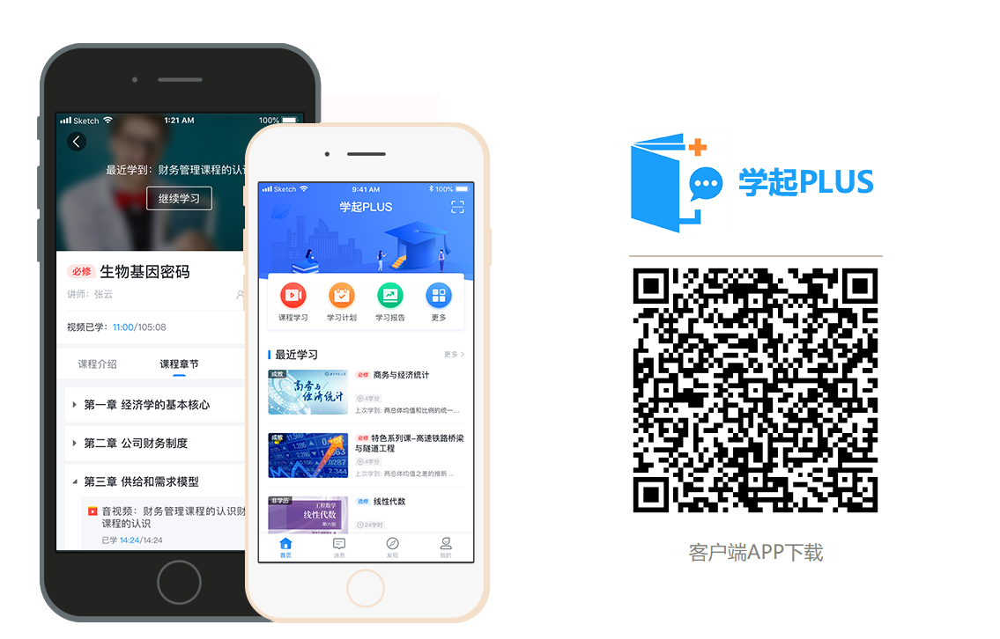 Sketch
1:21 AM
100%
最近学到：财务管理课程的认
继续学习
必修 生物基因密码
讲师：张云
视频已学：11:00/105:08
课程介绍
课程章节
第一章 经济学的基本核心
第二章 公司财务制度
第三章 供给和需求模型
音视频：财务管理课程的认识财
课程的认识
已学 14:24/14:24
Sketch
9:41 AM
100%
学起PLUS
课程学习
学习计划
学习报告
更多
最近学习
更多
成教
商务与
经济统计
必修 商务与经济统计
4学分
上次学到: 两总体均值和比例的统一...
成教
必修 特色系列课-高速铁路桥梁
与隧道工程
4学分
上次学到: 两总体均值之差的推断 ...
非学历
工程数学
线性代数
第六版
选修 线性代数
24学时
首页
消息
发现
我的
学起PLUS
客户端APP下载